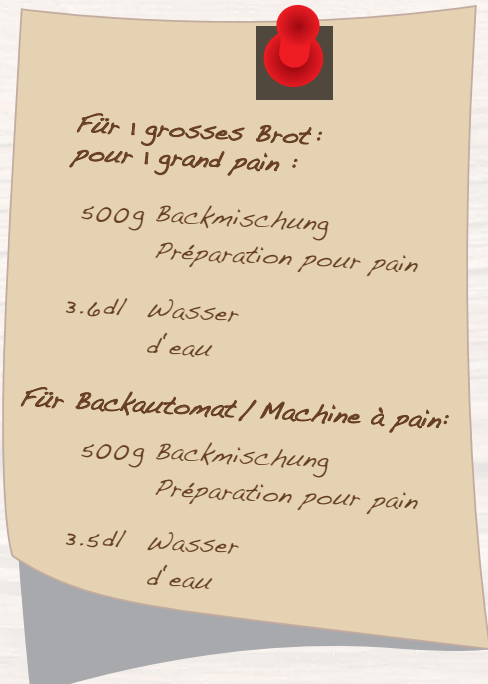 Für 1 grosses Brot:
pour 1 grand pain :
500g Backmischung
Préparation pour pain
3.6dl Wasser
d'eau
Für Backautomat/Machine à pain:
500g Backmischung
Préparation pour pain
3.5dl Wasser
d'eau